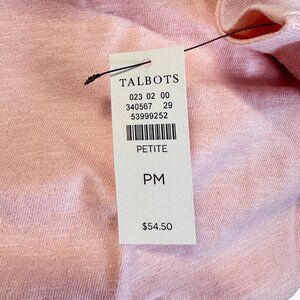 TALBOTS
023 02 00
340567 29
53999252
PETITE
PM
$54.50